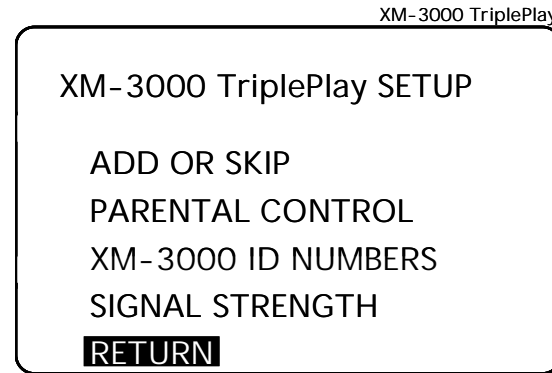 XM-3000 TriplePlay
XM-3000 TriplePlay SETUP
ADD OR SKIP
PARENTAL CONTROL
XM-3000 ID NUMBERS
SIGNAL STRENGTH
RETURN